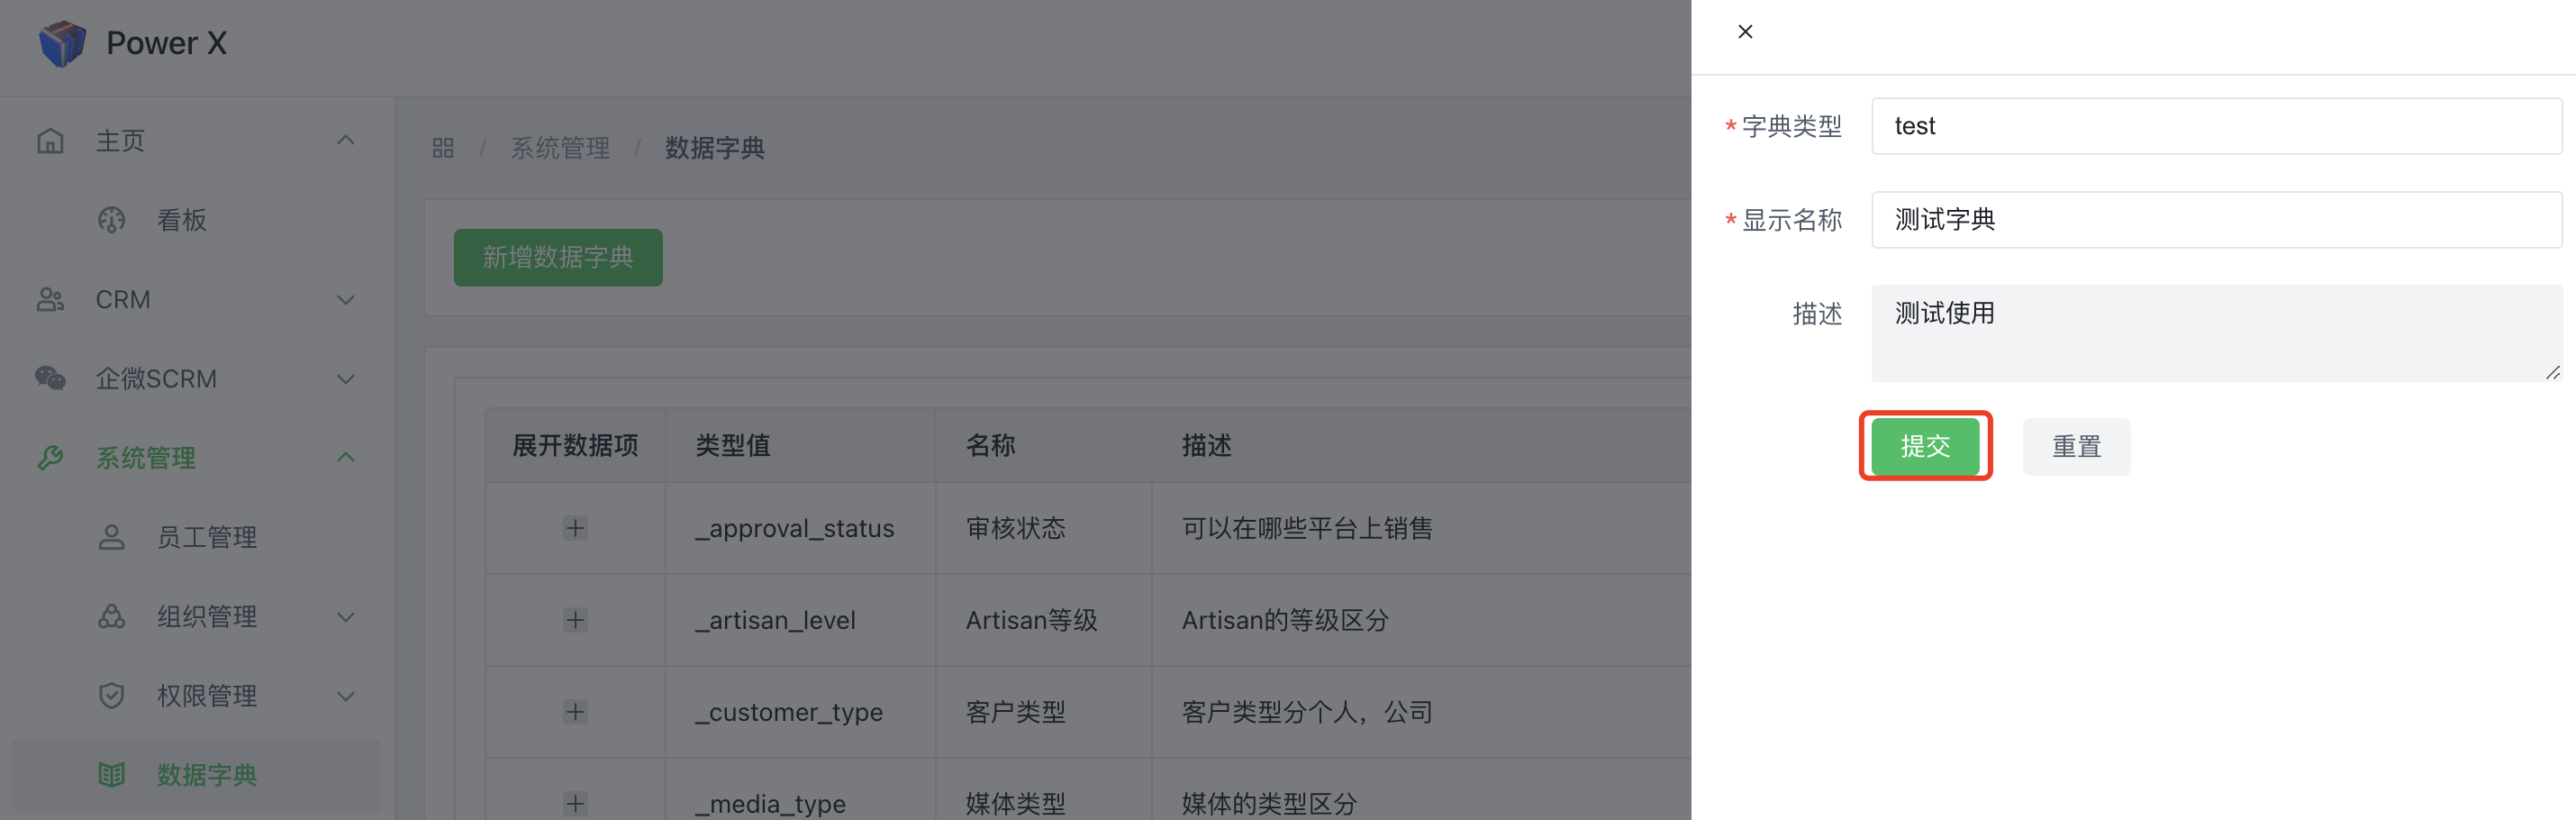 Power X
主页
看板
CRM
企微SCRM
系统管理
员工管理
组织管理
权限管理
数据字典
/ 系统管理 / 数据字典
新增数据字典
展开数据项 类型值 名称 描述
_approval_status 审核状态 可以在哪些平台上销售
_artisan_level Artisan等级 Artisan的等级区分
_customer_type 客户类型 客户类型分个人，公司
_media_type 媒体类型 媒体的类型区分
* 字典类型 test
* 显示名称 测试字典
描述 测试使用
提交 重置